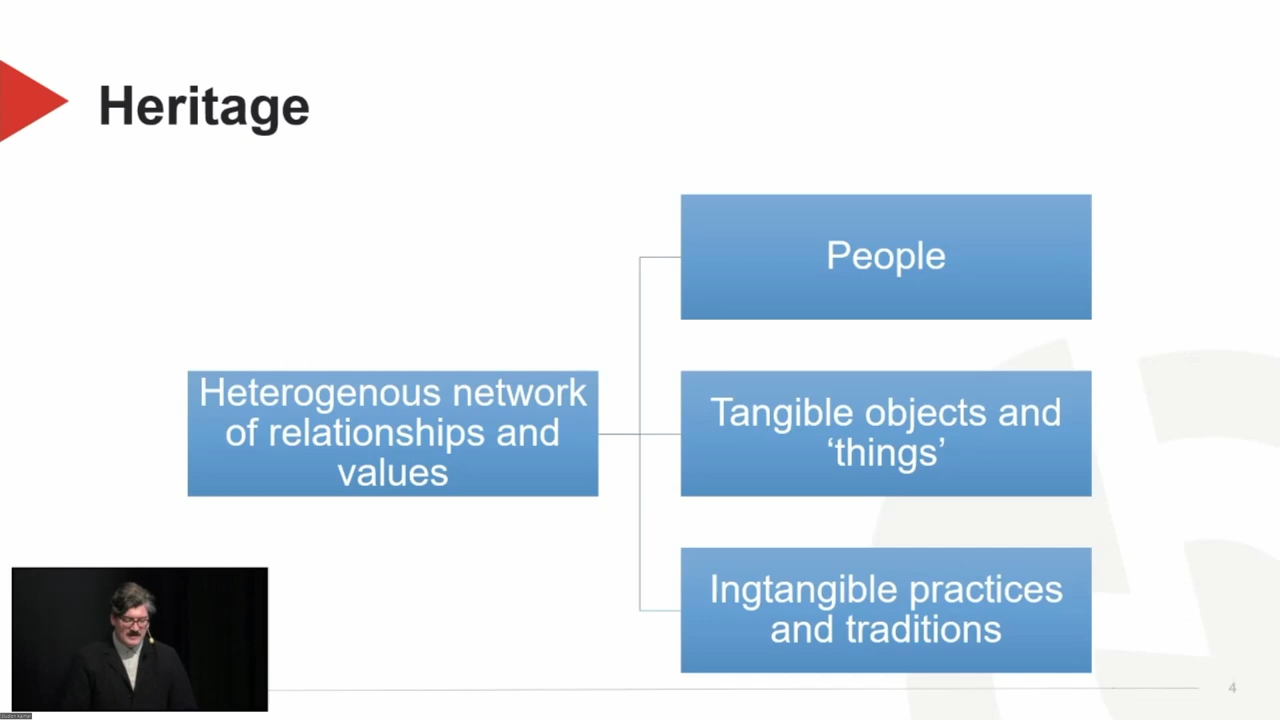 Heritage
People
Heterogenous network
of relationships and
values
Tangible objects and
‘things’
Ingtangible practices
and traditions
4